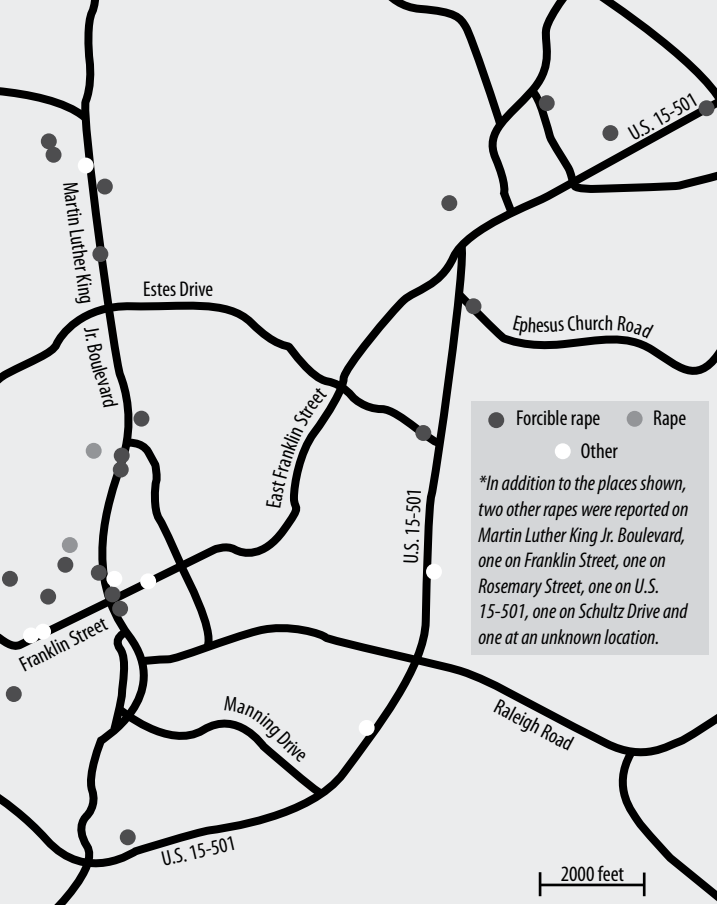 U.S. 15-501
Martin Luther King
Jr. Boulevard
Estes Drive
Ephesus Church Road
East Franklin Street
Forcible rape
Rape
Other
*In addition to the places shown,
two other rapes were reported on
Martin Luther King Jr. Boulevard,
one on Franklin Street, one on
Rosemary Street, one on U.S.
15-501, one on Schultz Drive and
one at an unknown location.
U.S. 15-501
Franklin Street
Manning Drive
Raleigh Road
U.S. 15-501
2000 feet